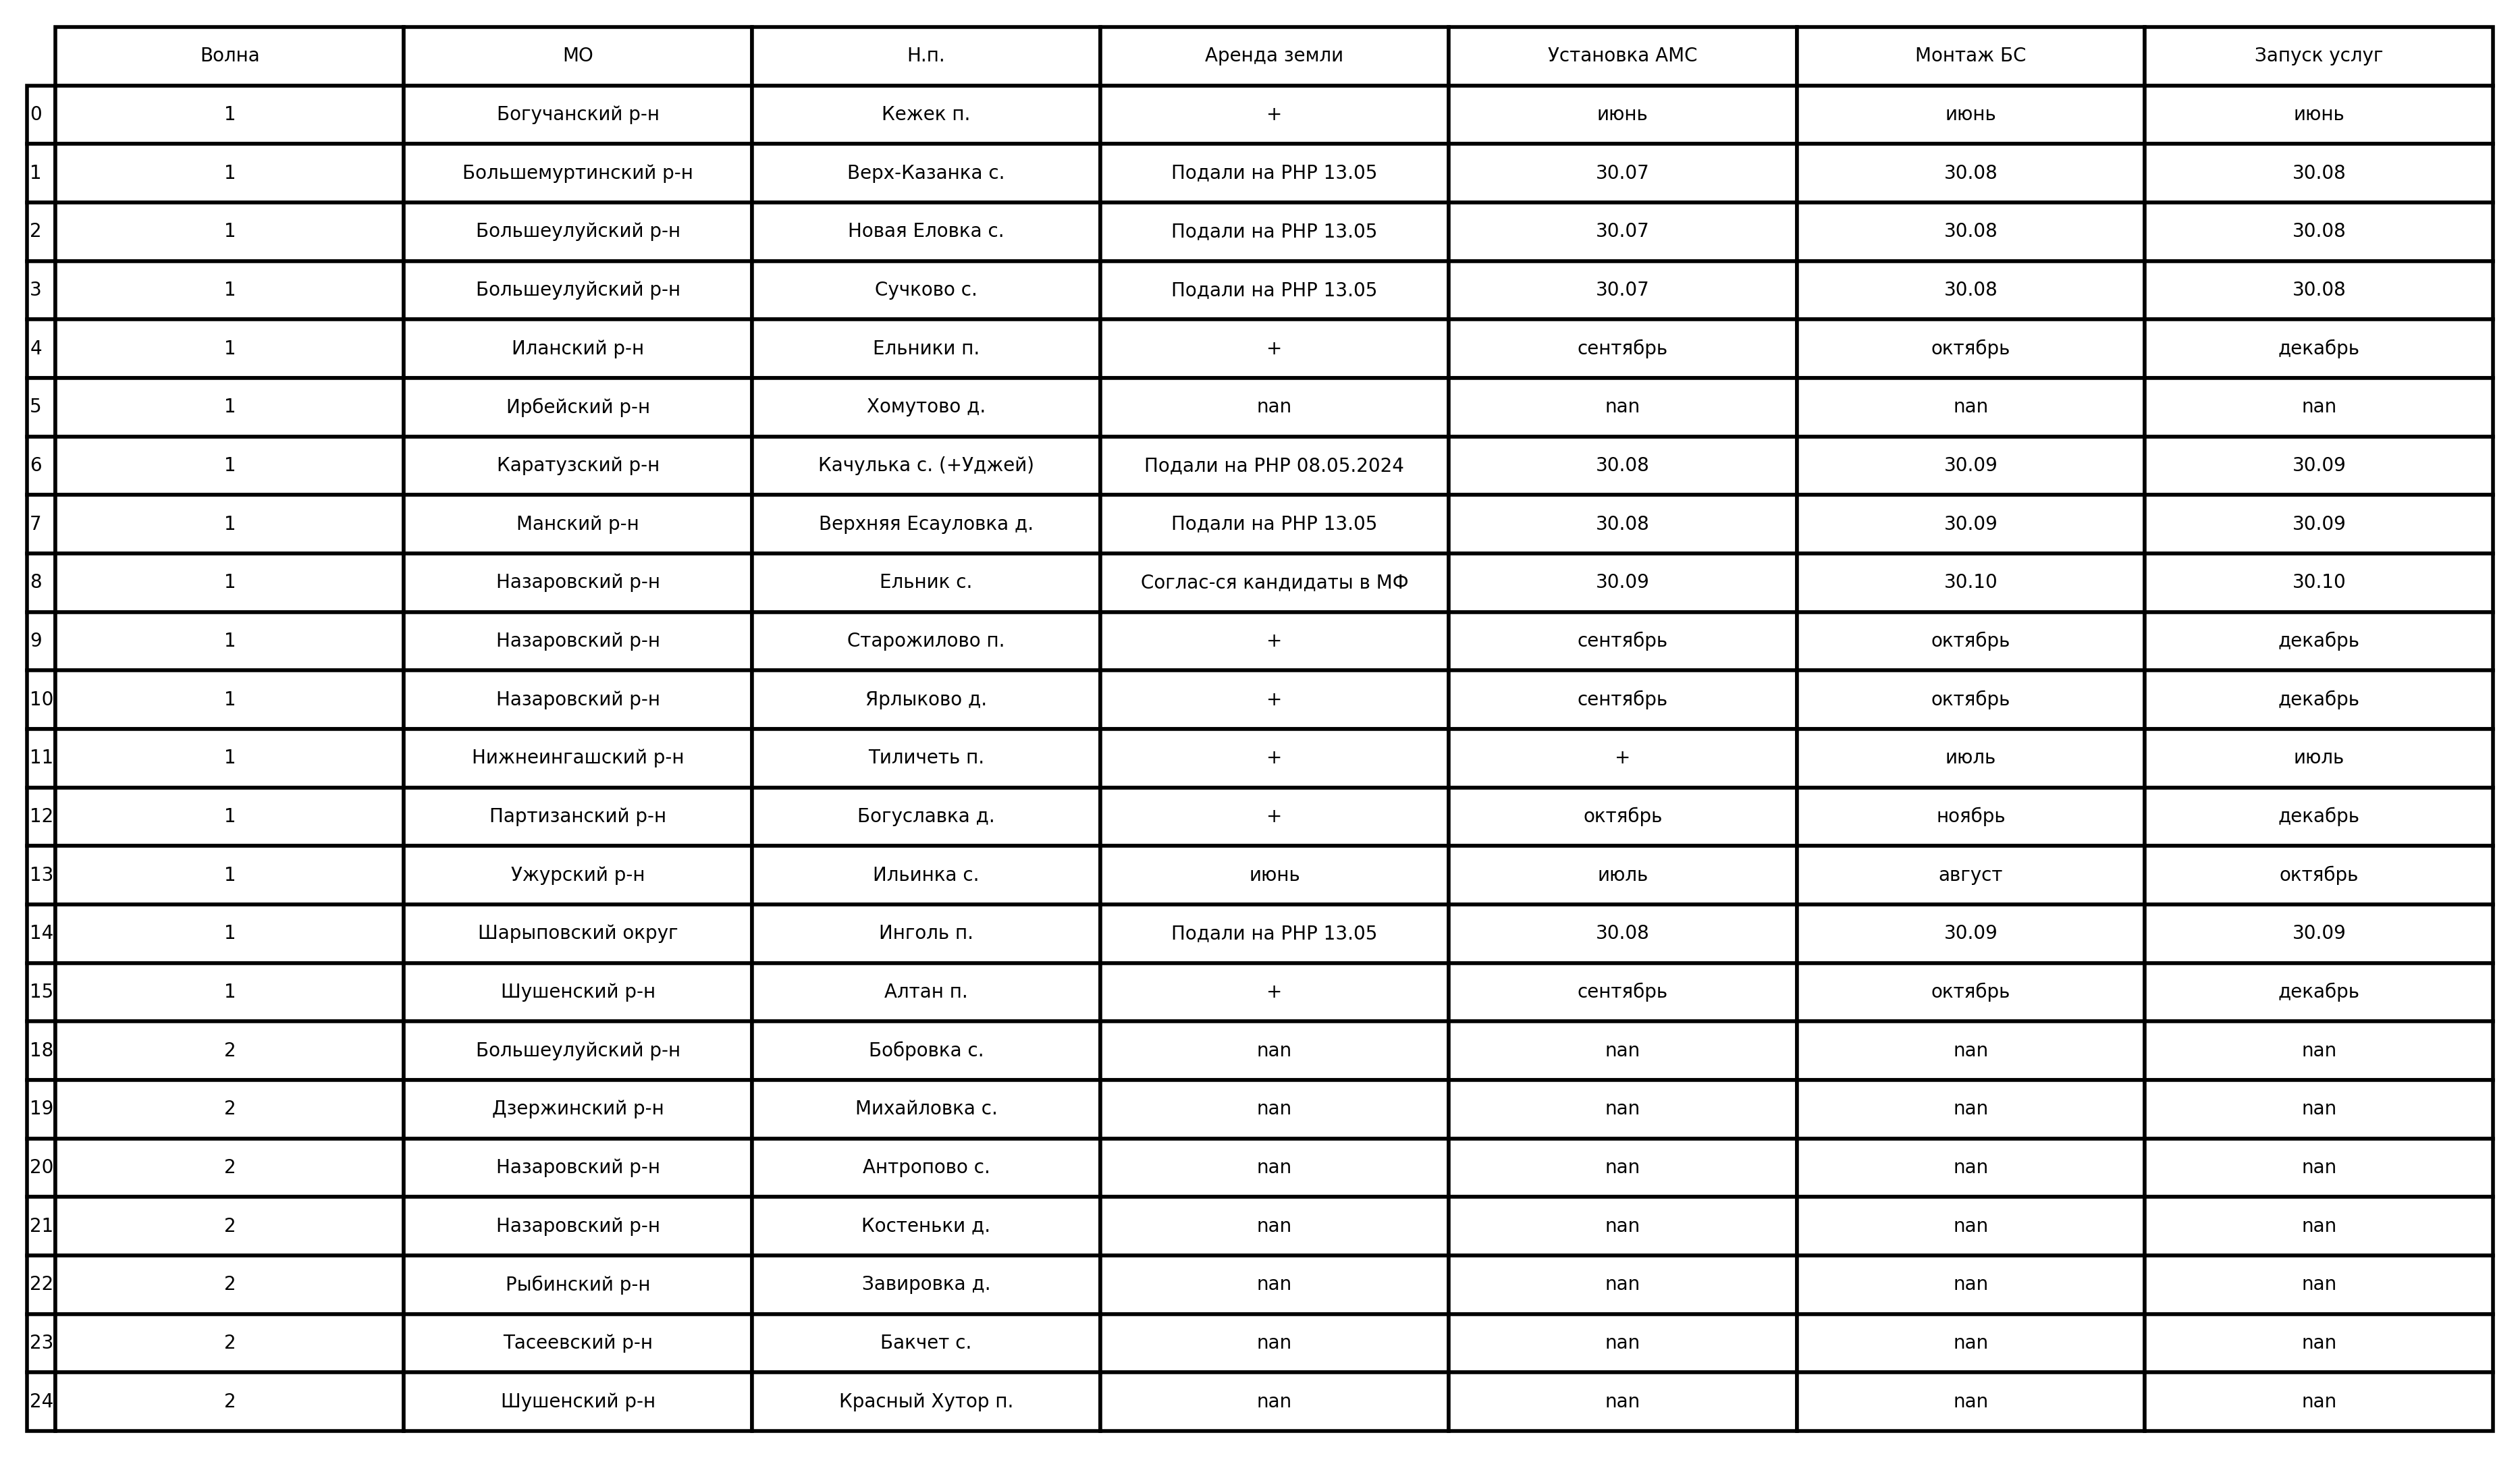 Волна МО Н.п. Аренда земли Установка АМС Монтаж БС Запуск услуг
0 1 Богучанский р-н Кежек п. + июнь июнь июнь
1 1 Большемуртинский р-н Верх-Казанка с. Подали на РНР 13.05 30.07 30.08 30.08
2 1 Большеулуйский р-н Новая Еловка с. Подали на РНР 13.05 30.07 30.08 30.08
3 1 Большеулуйский р-н Сучково с. Подали на РНР 13.05 30.07 30.08 30.08
4 1 Иланский р-н Ельники п. + сентябрь октябрь декабрь
5 1 Ирбейский р-н Хомутово д. nan nan nan nan
6 1 Каратузский р-н Качулька с. (+Уджей) Подали на РНР 08.05.2024 30.08 30.09 30.09
7 1 Манский р-н Верхняя Есауловка д. Подали на РНР 13.05 30.08 30.09 30.09
8 1 Назаровский р-н Ельник с. Соглас-ся кандидаты в МФ 30.09 30.10 30.10
9 1 Назаровский р-н Старожилово п. + сентябрь октябрь декабрь
10 1 Назаровский р-н Ярлыково д. + сентябрь октябрь декабрь
11 1 Нижнеингашский р-н Тиличеть п. + + июль июль
12 1 Партизанский р-н Богуславка д. + октябрь ноябрь декабрь
13 1 Ужурский р-н Ильинка с. июнь июль август октябрь
14 1 Шарыповский округ Инголь п. Подали на РНР 13.05 30.08 30.09 30.09
15 1 Шушенский р-н Алтан п. + сентябрь октябрь декабрь
18 2 Большеулуйский р-н Бобровка с. nan nan nan nan
19 2 Дзержинский р-н Михайловка с. nan nan nan nan
20 2 Назаровский р-н Антропово с. nan nan nan nan
21 2 Назаровский р-н Костеньки д. nan nan nan nan
22 2 Рыбинский р-н Завировка д. nan nan nan nan
23 2 Тасеевский р-н Бакчет с. nan nan nan nan
24 2 Шушенский р-н Красный Хутор п. nan nan nan nan